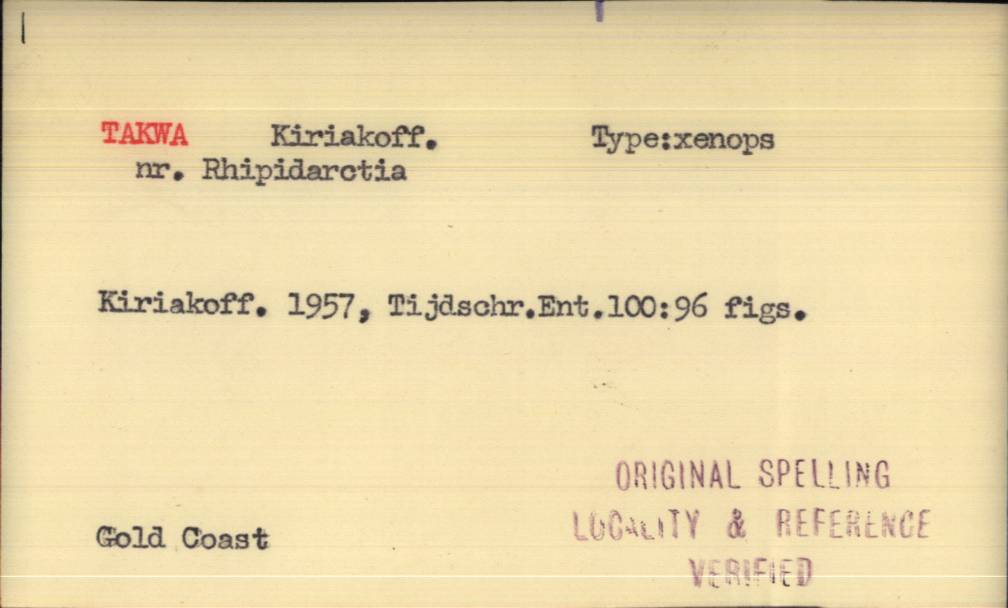 TAKWA Kiriakoff. Type:xenops
nr. Rhipidarctia
Kiriakoff. 1957, Tijdschr.Ent.100:96 figs.
Gold Coast
ORIGINAL SPELLING
LOCALITY & REFERENCE
VERIFIED